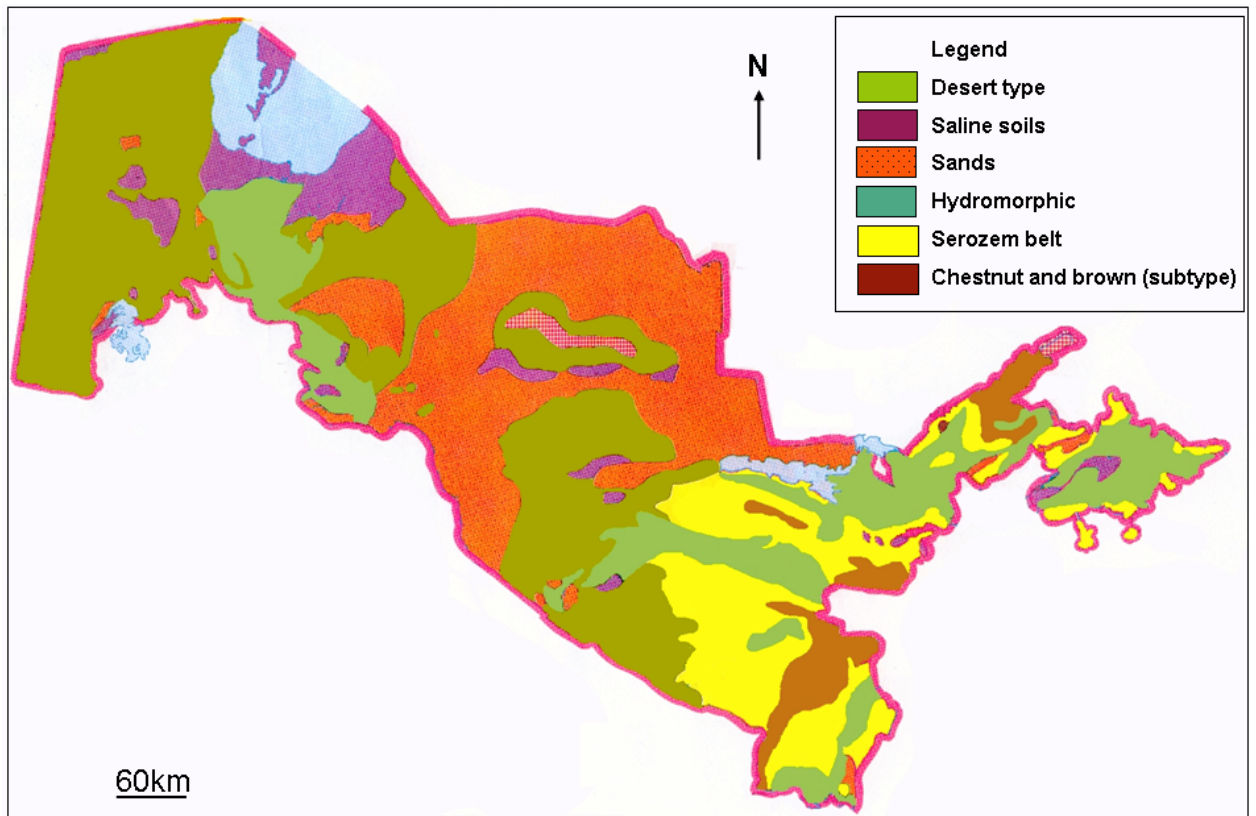 N
Legend
Desert type
Saline soils
Sands
Hydromorphic
Serozem belt
Chestnut and brown (subtype)
60km